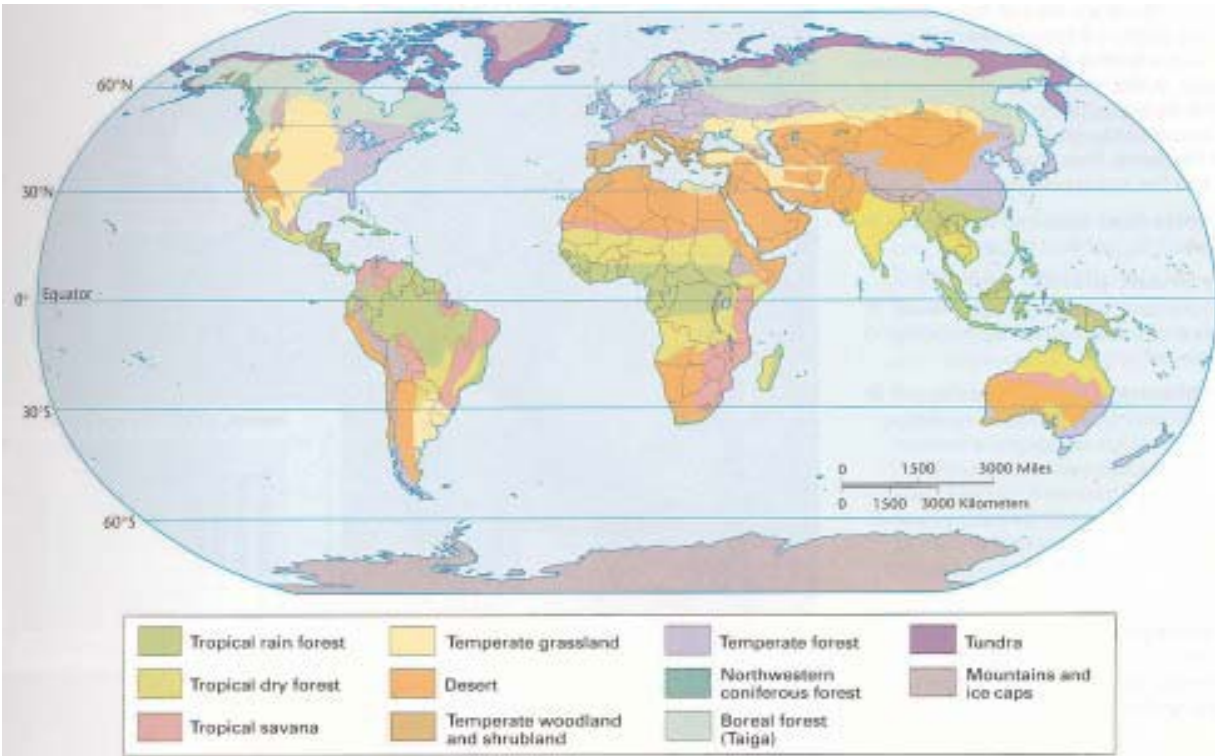 60°N
30°N
0° Equator
30°S
60°S
0 1500 3000 Miles
0 1500 3000 Kilometers
Tropical rain forest
Tropical dry forest
Tropical savana
Temperate grassland
Desert
Temperate woodland
and shrubland
Temperate forest
Northwestern
coniferous forest
Boreal forest
(Taiga)
Tundra
Mountains and
ice caps